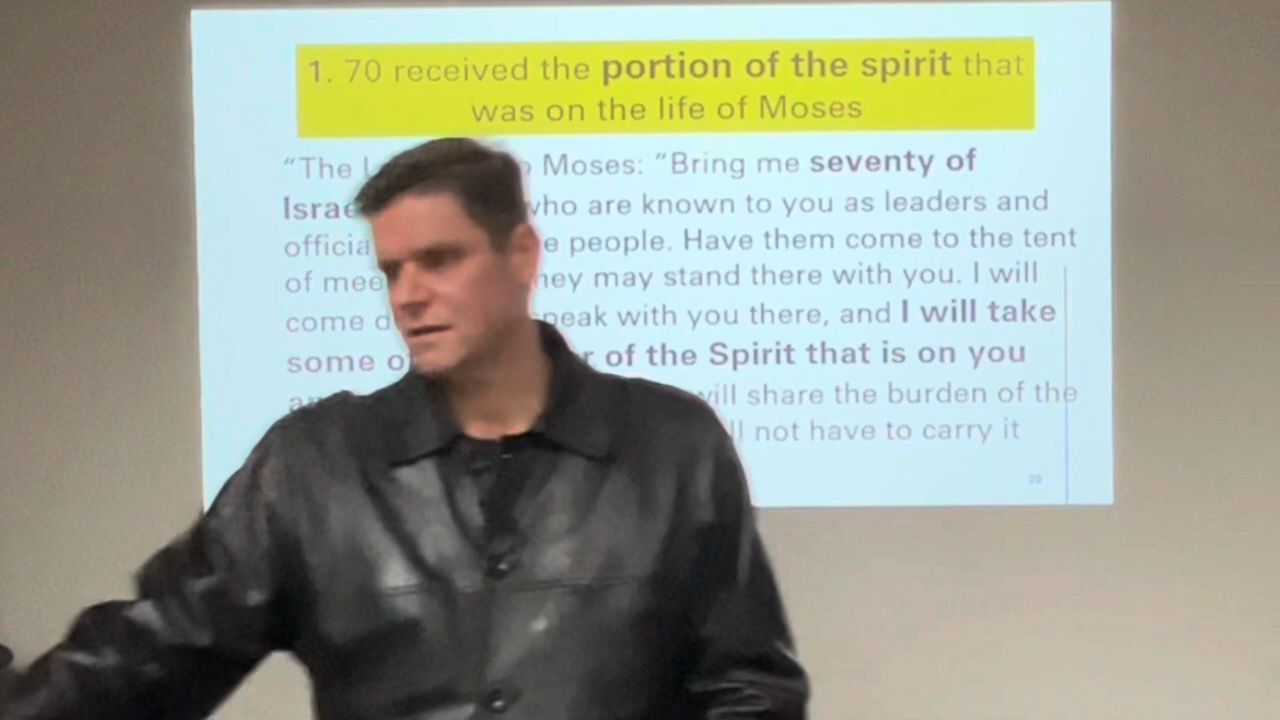 1. 70 received the portion of the spirit that
was on the life of Moses
“The Moses: “Bring me seventy of
who are known to you as leaders and
people. Have them come to the tent
of may stand there with you. I will
come speak with you there, and I will take
some of the Spirit that is on you
will share the burden of the
not have to carry it